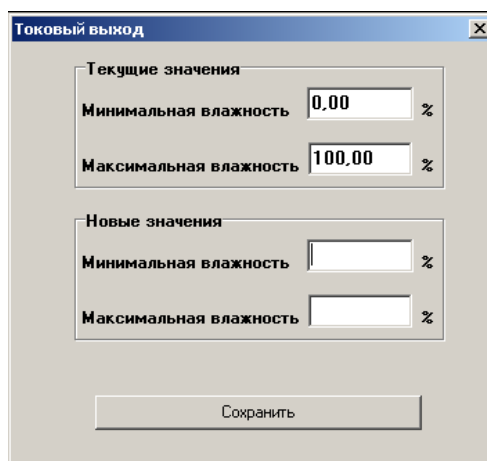 Токовый выход
Текущие значения
Минимальная влажность 0,00 %
Максимальная влажность 100,00 %
Новые значения
Минимальная влажность %
Максимальная влажность %
Сохранить